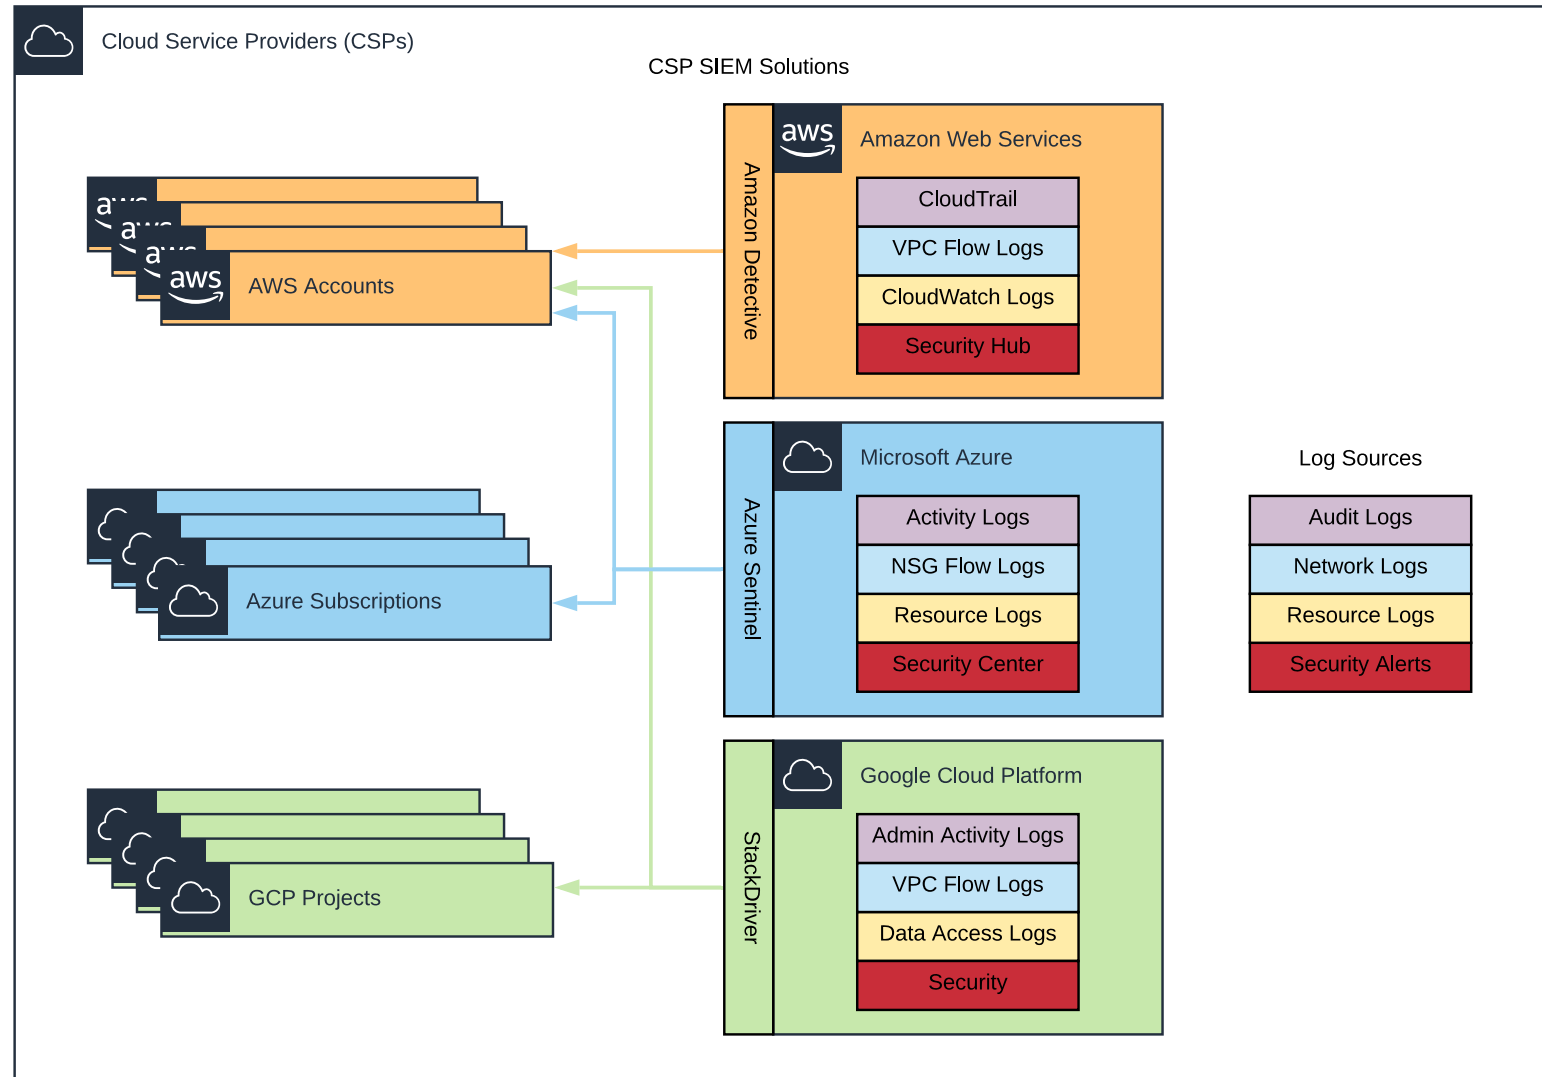 Cloud Service Providers (CSPs)
CSP SIEM Solutions
aws
aws
aws
aws
AWS Accounts
Azure Subscriptions
GCP Projects
Amazon Detective
aws
Amazon Web Services
CloudTrail
VPC Flow Logs
CloudWatch Logs
Security Hub
Azure Sentinel
Microsoft Azure
Activity Logs
NSG Flow Logs
Resource Logs
Security Center
StackDriver
Google Cloud Platform
Admin Activity Logs
VPC Flow Logs
Data Access Logs
Security
Log Sources
Audit Logs
Network Logs
Resource Logs
Security Alerts